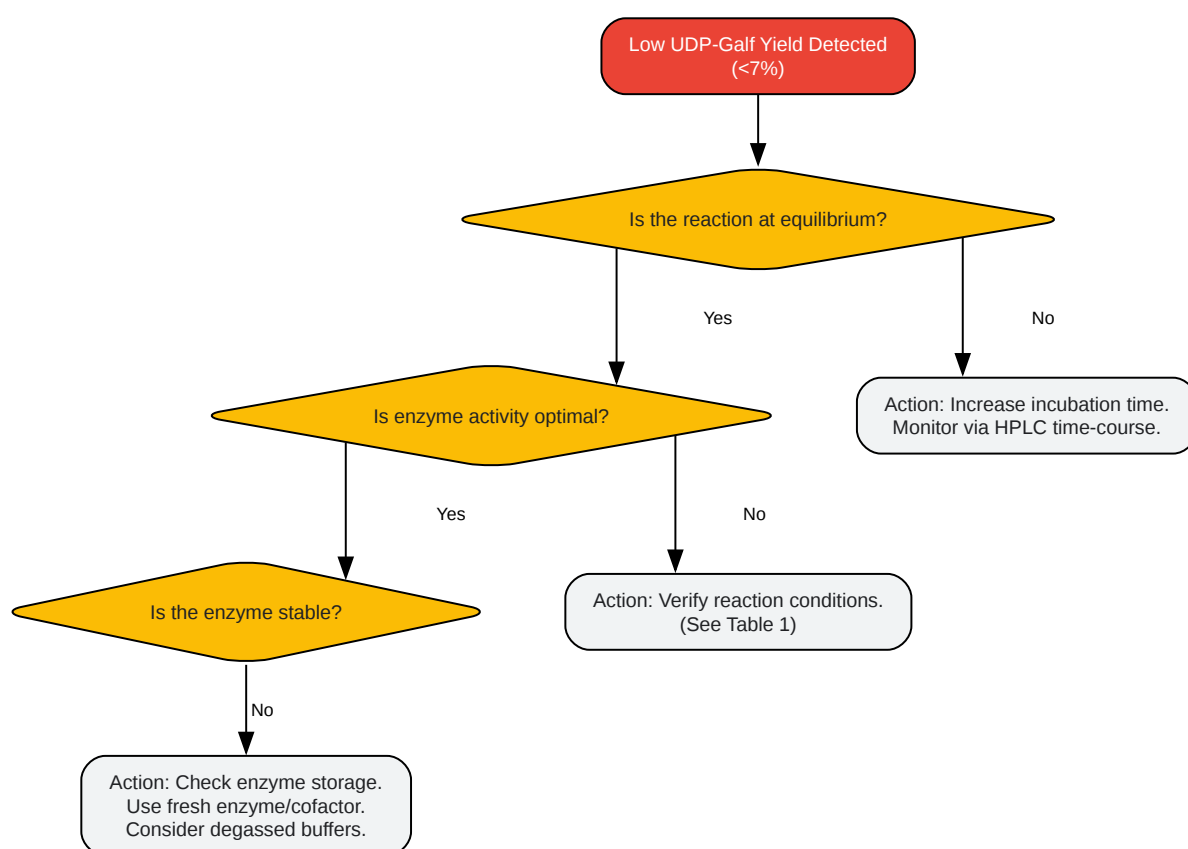 Low UDP-Galf Yield Detected
(<7%)
Is the reaction at equilibrium?
Yes
No
Is enzyme activity optimal?
Action: Increase incubation time.
Monitor via HPLC time-course.
Yes
No
Is the enzyme stable?
Action: Verify reaction conditions.
(See Table 1)
No
Action: Check enzyme storage.
Use fresh enzyme/cofactor.
Consider degassed buffers.